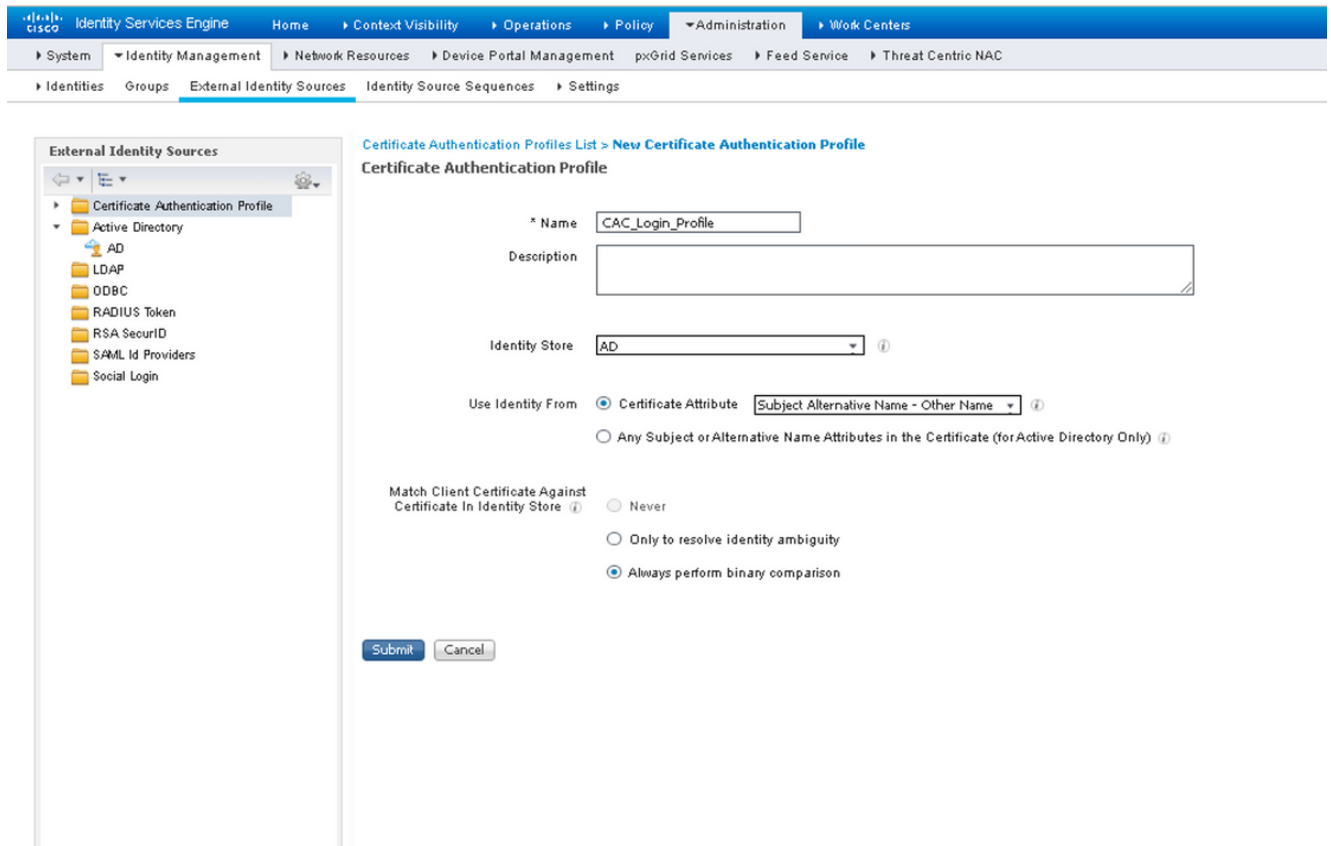 cisco Identity Services Engine Home Context Visibility Operations Policy Administration Work Centers
System Identity Management Network Resources Device Portal Management pxGrid Services Feed Service Threat Centric NAC
Identities Groups External Identity Sources Identity Source Sequences Settings
External Identity Sources
Certificate Authentication Profile
Active Directory
AD
LDAP
ODBC
RADIUS Token
RSA SecurID
SAML Id Providers
Social Login
Certificate Authentication Profiles List > New Certificate Authentication Profile
Certificate Authentication Profile
* Name CAC_Login_Profile
Description
Identity Store AD
Use Identity From Certificate Attribute Subject Alternative Name - Other Name
Any Subject or Alternative Name Attributes in the Certificate (for Active Directory Only)
Match Client Certificate Against
Certificate In Identity Store Never
Only to resolve identity ambiguity
Always perform binary comparison
Submit Cancel